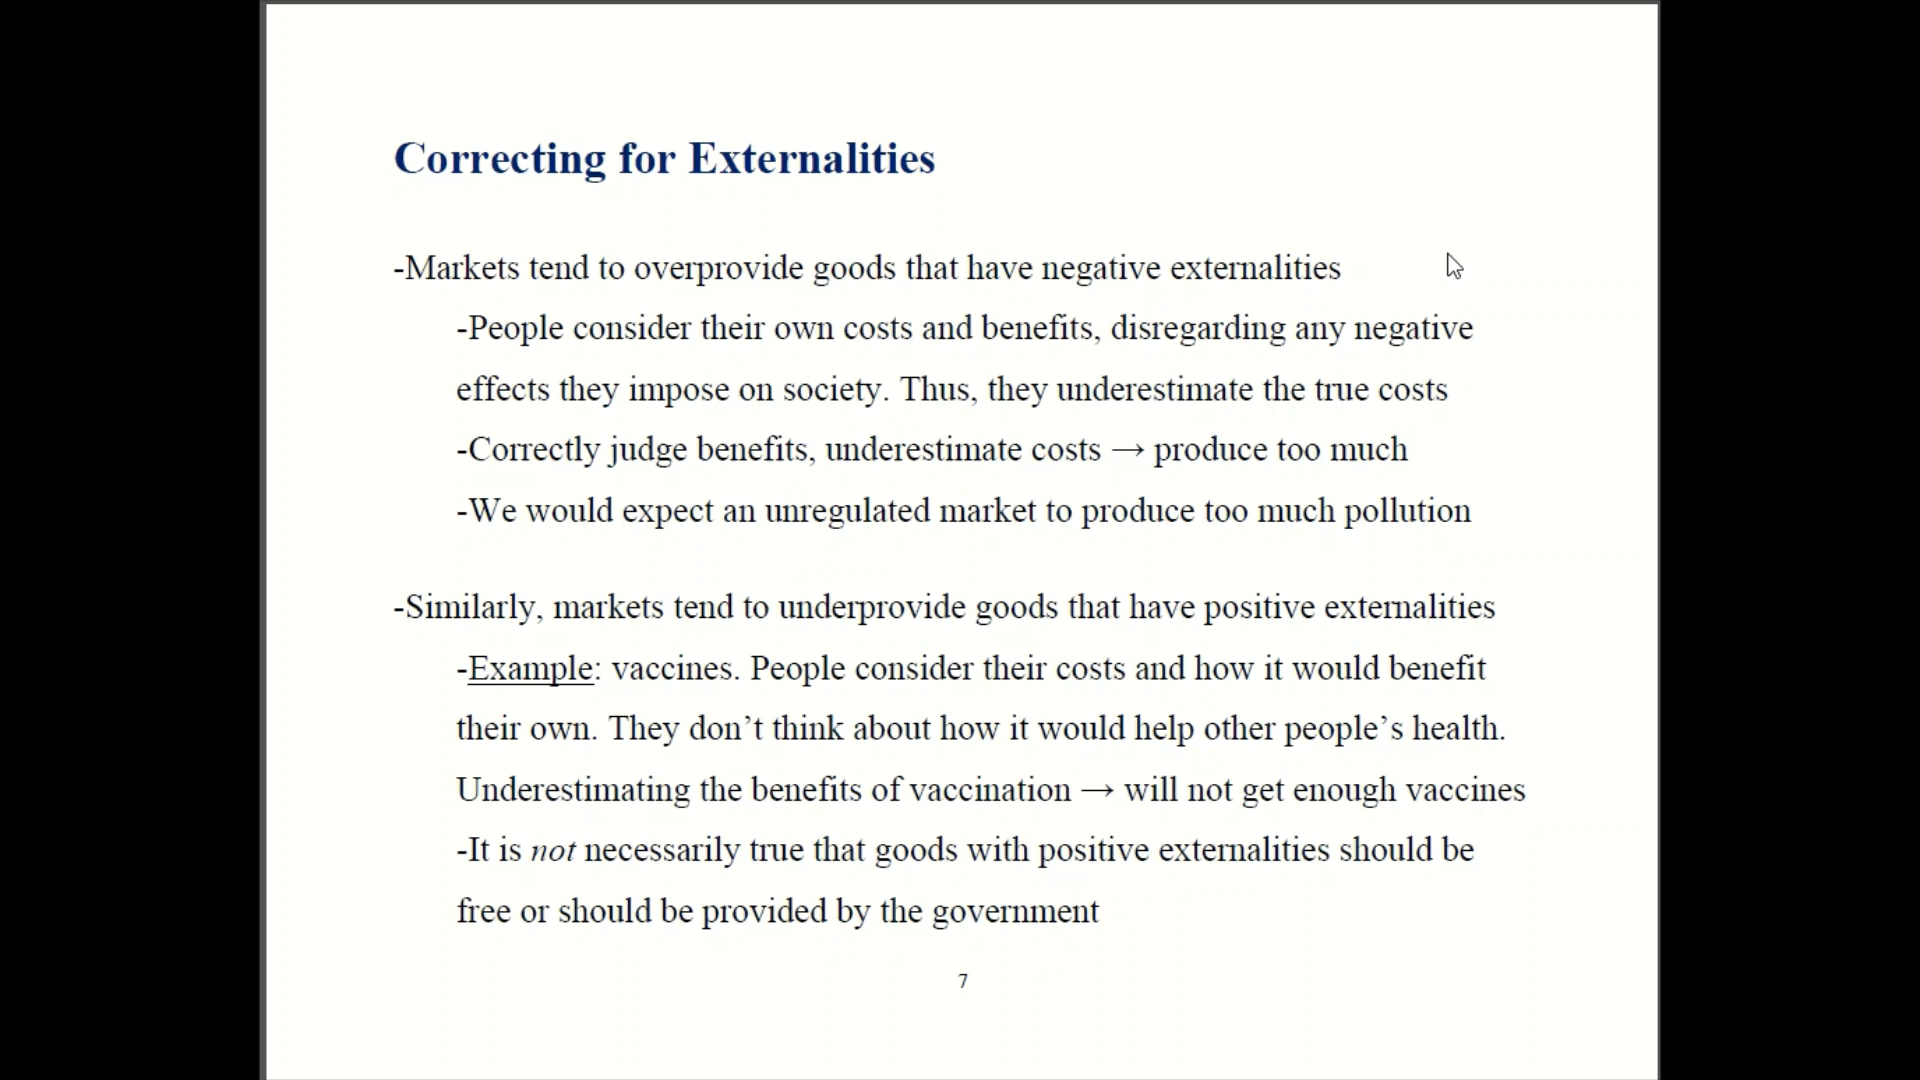 Correcting for Externalities
-Markets tend to overprovide goods that have negative externalities
-People consider their own costs and benefits, disregarding any negative
effects they impose on society. Thus, they underestimate the true costs
-Correctly judge benefits, underestimate costs → produce too much
-We would expect an unregulated market to produce too much pollution
-Similarly, markets tend to underprovide goods that have positive externalities
-Example: vaccines. People consider their costs and how it would benefit
their own. They don’t think about how it would help other people’s health.
Underestimating the benefits of vaccination → will not get enough vaccines
-It is not necessarily true that goods with positive externalities should be
free or should be provided by the government
7